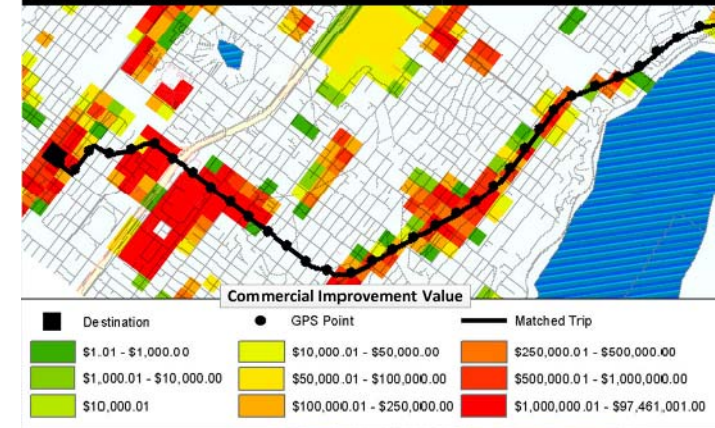 Commercial Improvement Value
Destination
GPS Point
Matched Trip
$1.01 - $1,000.00
$10,000.01 - $50,000.00
$250,000.01 - $500,000.00
$1,000.01 - $10,000.00
$50,000.01 - $100,000.00
$500,000.01 - $1,000,000.00
$10,000.01
$100,000.01 - $250,000.00
$1,000,000.01 - $97,461,001.00